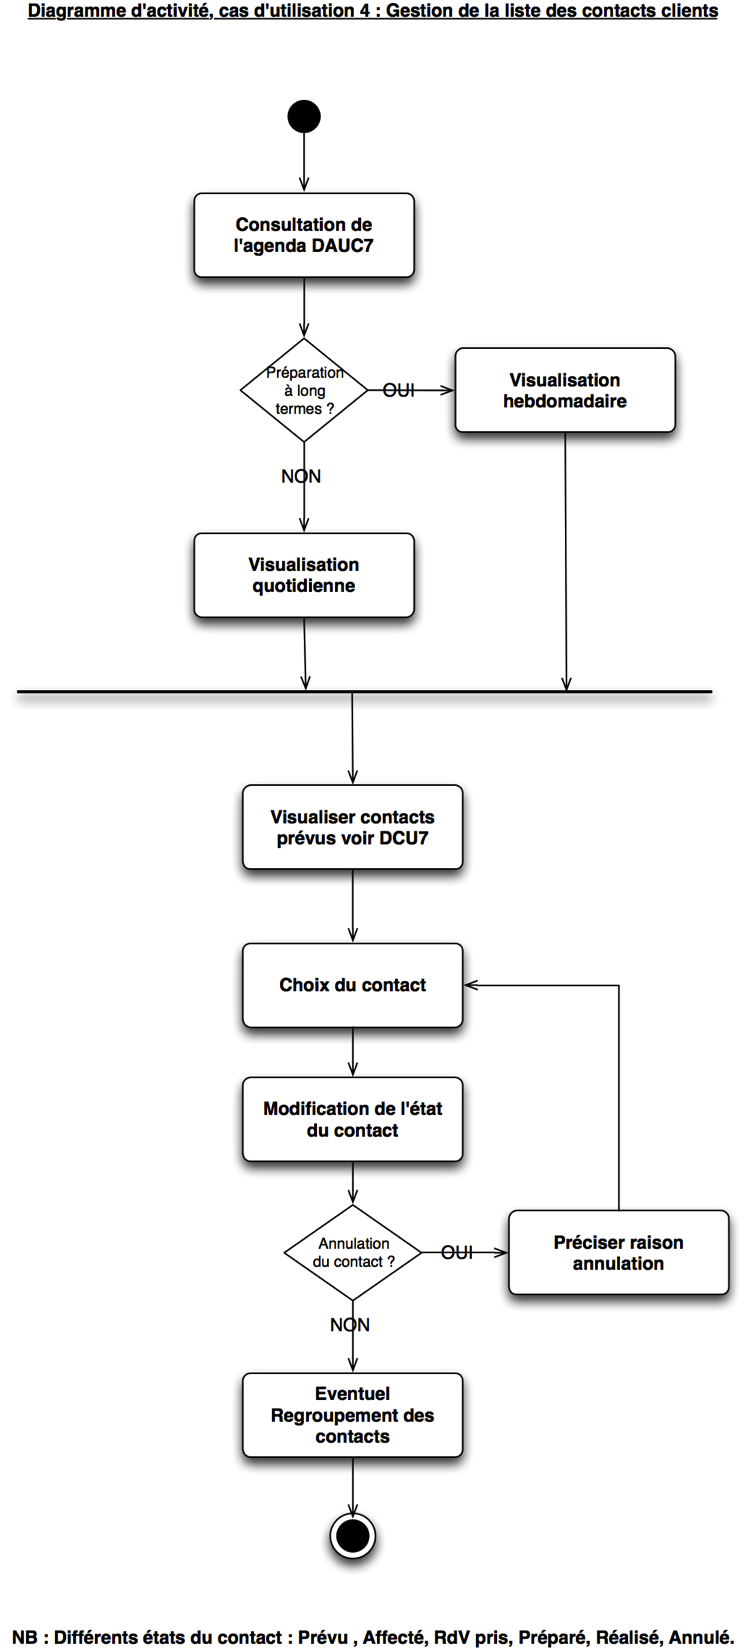 Diagramme d'activité, cas d'utilisation 4 : Gestion de la liste des contacts clients
Consultation de
l'agenda DAUC7
Préparation
à long
termes ?
OUI
Visualisation
hebdomadaire
NON
Visualisation
quotidienne
Visualiser contacts
prévus voir DCU7
Choix du contact
Modification de l'état
du contact
Annulation
du contact ?
OUI
Préciser raison
annulation
NON
Eventuel
Regroupement des
contacts
NB : Différents états du contact : Prévu , Affecté, RdV pris, Préparé, Réalisé, Annulé.